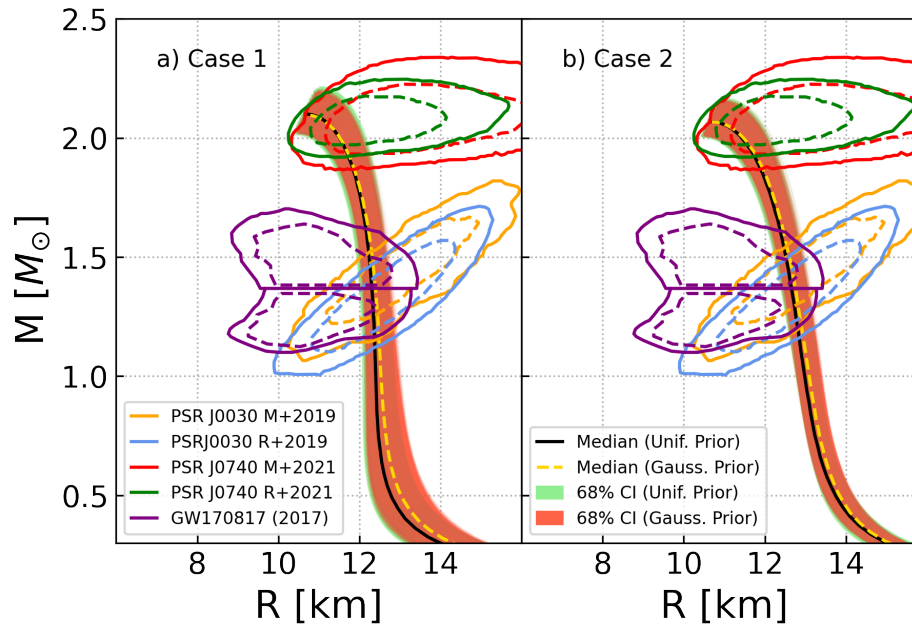 a) Case 1
b) Case 2
2.5
2.0
1.5
1.0
0.5
M [M⊙]
PSR J0030 M+2019
PSRJ0030 R+2019
PSR J0740 M+2021
PSR J0740 R+2021
GW170817 (2017)
Median (Unif. Prior)
Median (Gauss. Prior)
68% CI (Unif. Prior)
68% CI (Gauss. Prior)
8 10 12 14
8 10 12 14
R [km]
R [km]